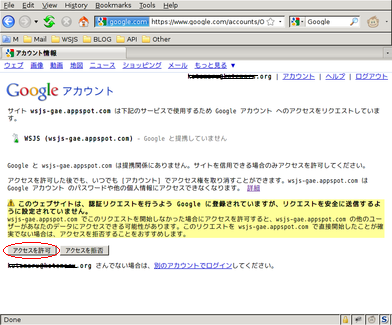 File Edit View History Bookmarks Tools Help
google.com https://www.google.com/accounts/O Google
M Mail WSJS BLOG API Other
アカウント情報
ウェブ 画像 動画 地図 ニュース ショッピング メール もっと見る ▼
.org | アカウント | ヘルプ | ログアウト
Google アカウント
サイト wsjs-gae.appspot.com は下記のサービスで使用するため Google アカウント へのアクセスをリクエストしています。
WSJS (wsjs-gae.appspot.com) - Google と提携していません
Google と wsjs-gae.appspot.com は提携関係にありません。サイトを信用できる場合のみアクセスを許可してください。
アクセスを許可した後でも、いつでも [アカウント] でアクセス権を取り消すことができます。wsjs-gae.appspot.com は
Google アカウント のパスワードや他の個人情報にアクセスできなくなります。 詳細
このウェブサイトは、認証リクエストを行うよう Google に登録されていますが、リクエストを安全に送信するよう
に設定されていません。
wsjs-gae.appspot.com でこのリクエストを開始しなかった場合にアクセスを許可すると、wsjs-gae.appspot.com の他のユー
ザーがあなたのデータにアクセスできる可能性があります。このリクエストを wsjs-gae.appspot.com で直接開始したことが確
実でない場合は、アクセスを拒否することをおすすめします。
アクセスを許可 アクセスを拒否
.org さんでない場合は、別のアカウントでログインしてください。
Done